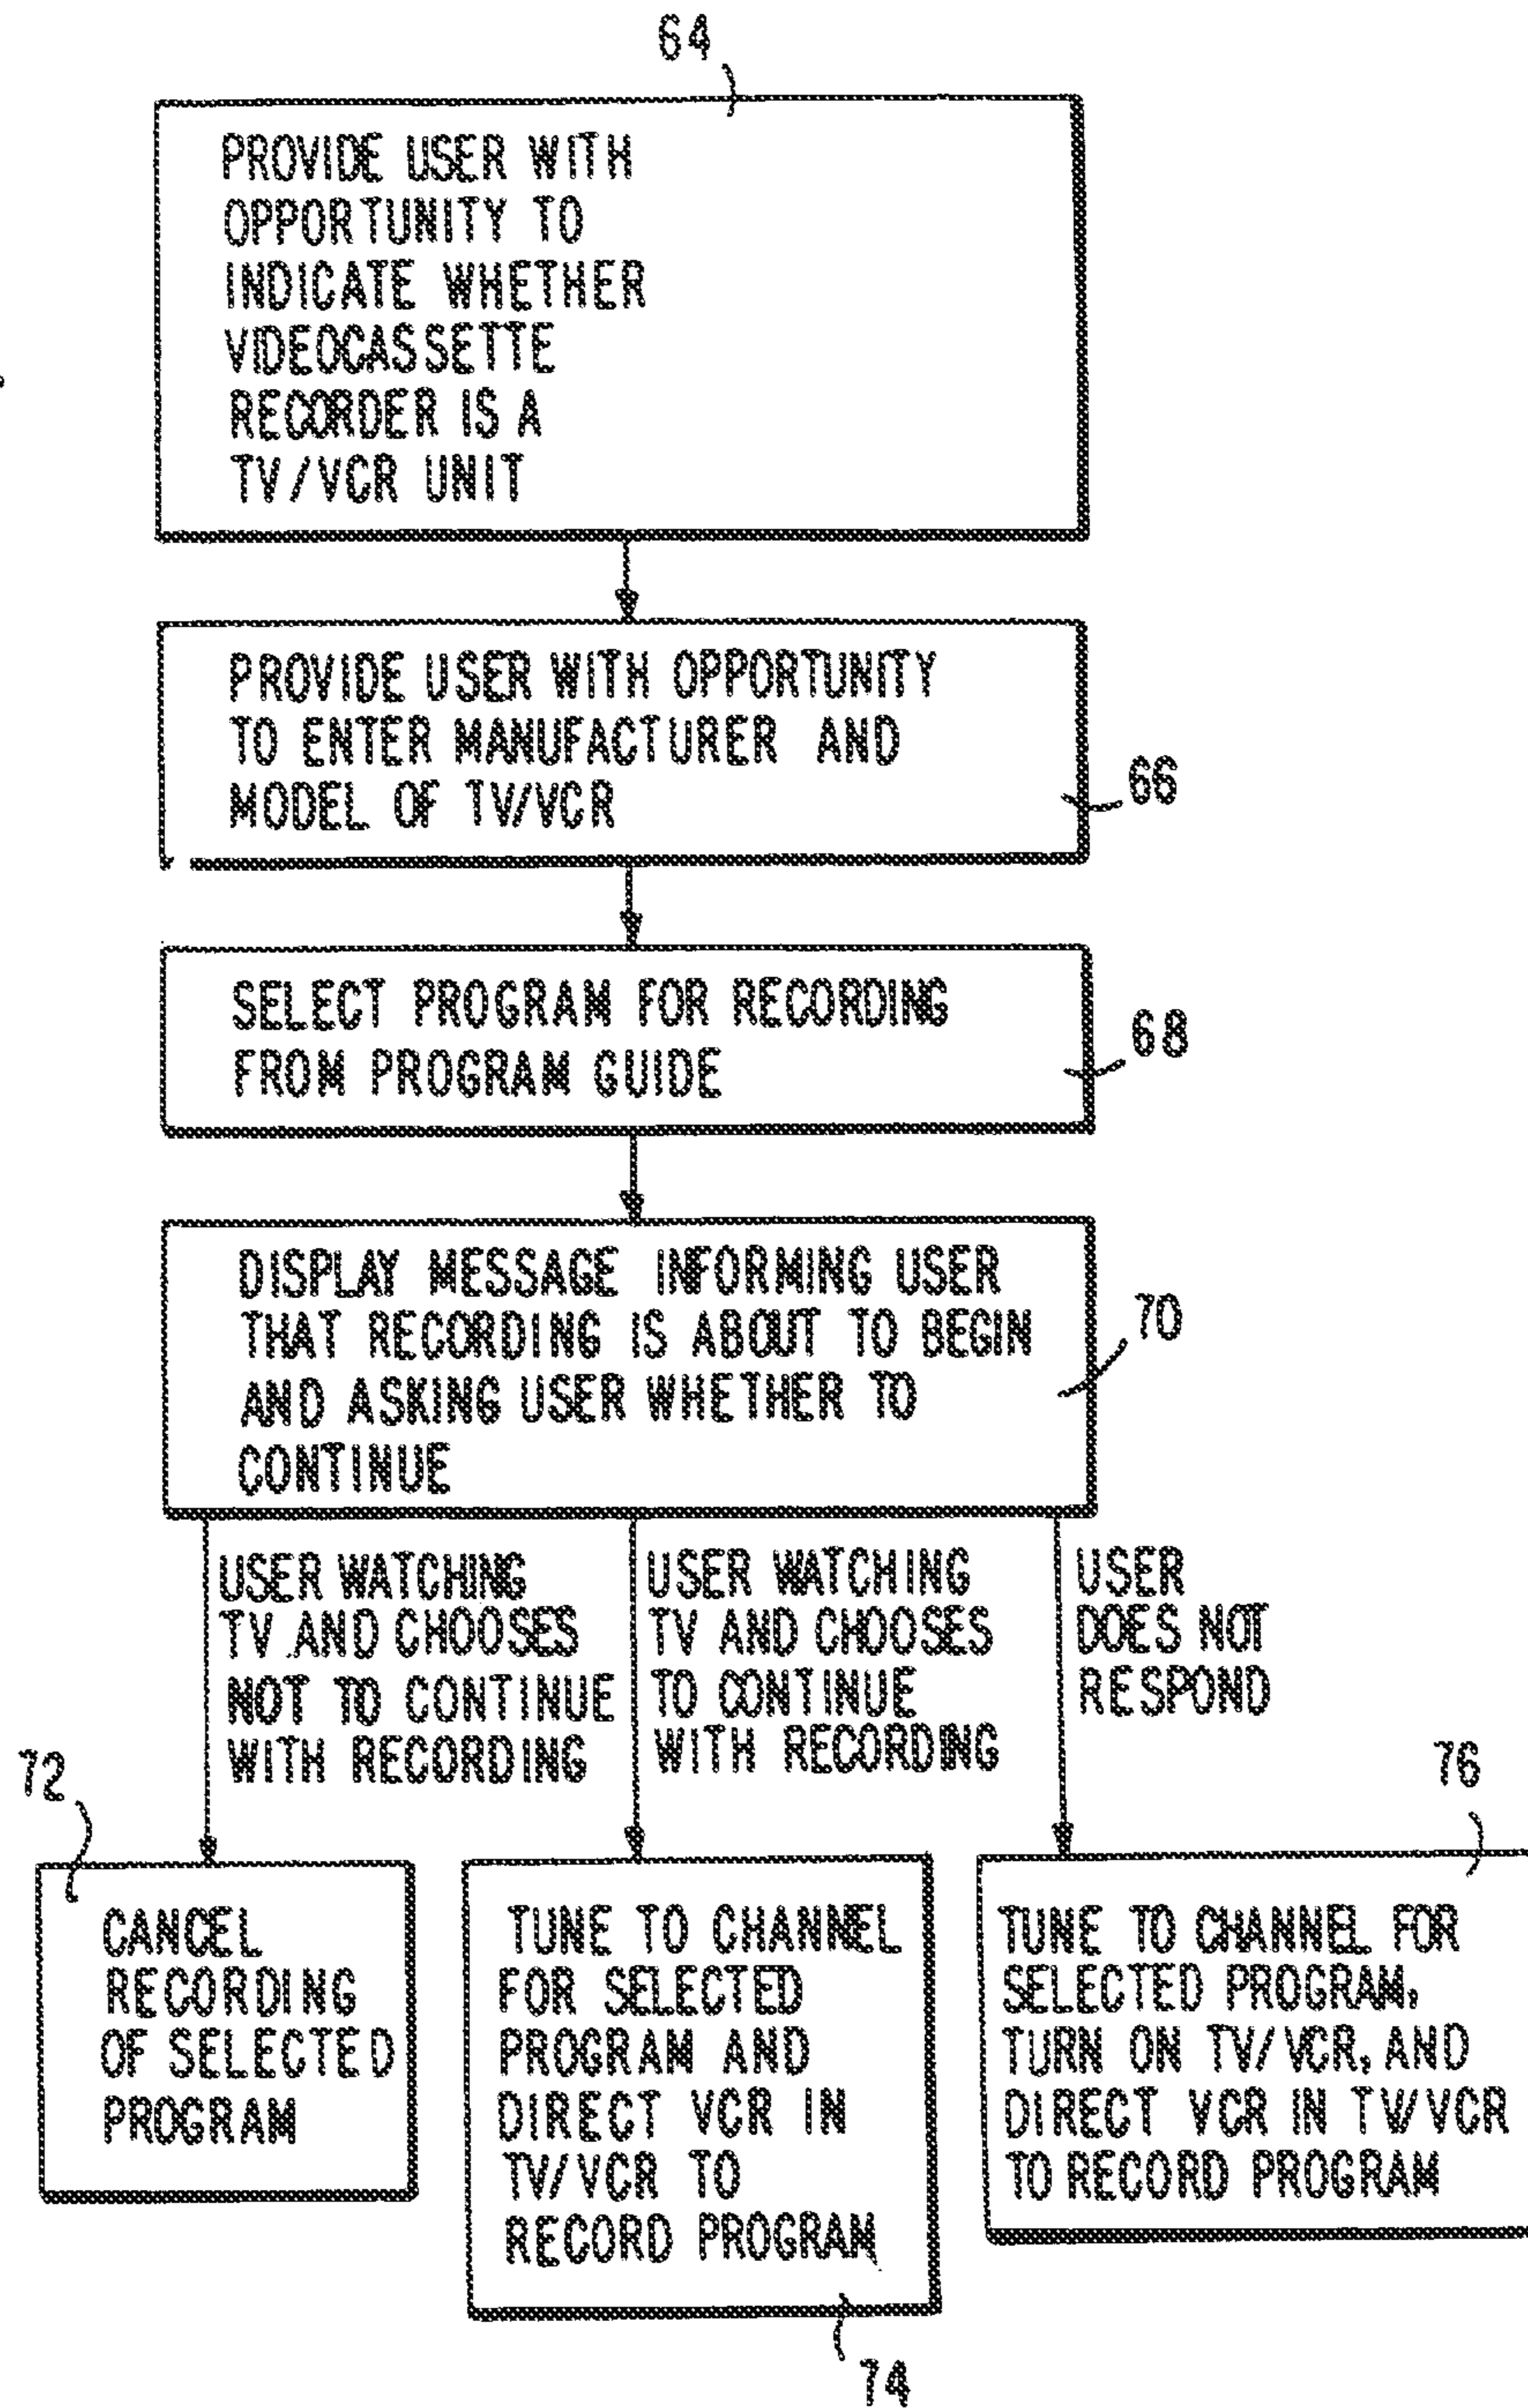 64
PROVIDE USER WITH
OPPORTUNITY TO
INDICATE WHETHER
VIDEOCASSETTE
RECORDER IS A
TV/VCR UNIT
PROVIDE USER WITH OPPORTUNITY
TO ENTER MANUFACTURER AND
MODEL OF TV/VCR
66
SELECT PROGRAM FOR RECORDING
FROM PROGRAM GUIDE
68
DISPLAY MESSAGE INFORMING USER
THAT RECORDING IS ABOUT TO BEGIN
AND ASKING USER WHETHER TO
CONTINUE
70
USER WATCHING
TV AND CHOOSES
NOT TO CONTINUE
WITH RECORDING
USER WATCHING
TV AND CHOOSES
TO CONTINUE
WITH RECORDING
USER
DOES NOT
RESPOND
72
CANCEL
RECORDING
OF SELECTED
PROGRAM
TUNE TO CHANNEL
FOR SELECTED
PROGRAM AND
DIRECT VCR IN
TV/VCR TO
RECORD PROGRAM
74
76
TUNE TO CHANNEL FOR
SELECTED PROGRAM,
TURN ON TV/VCR, AND
DIRECT VCR IN TV/VCR
TO RECORD PROGRAM